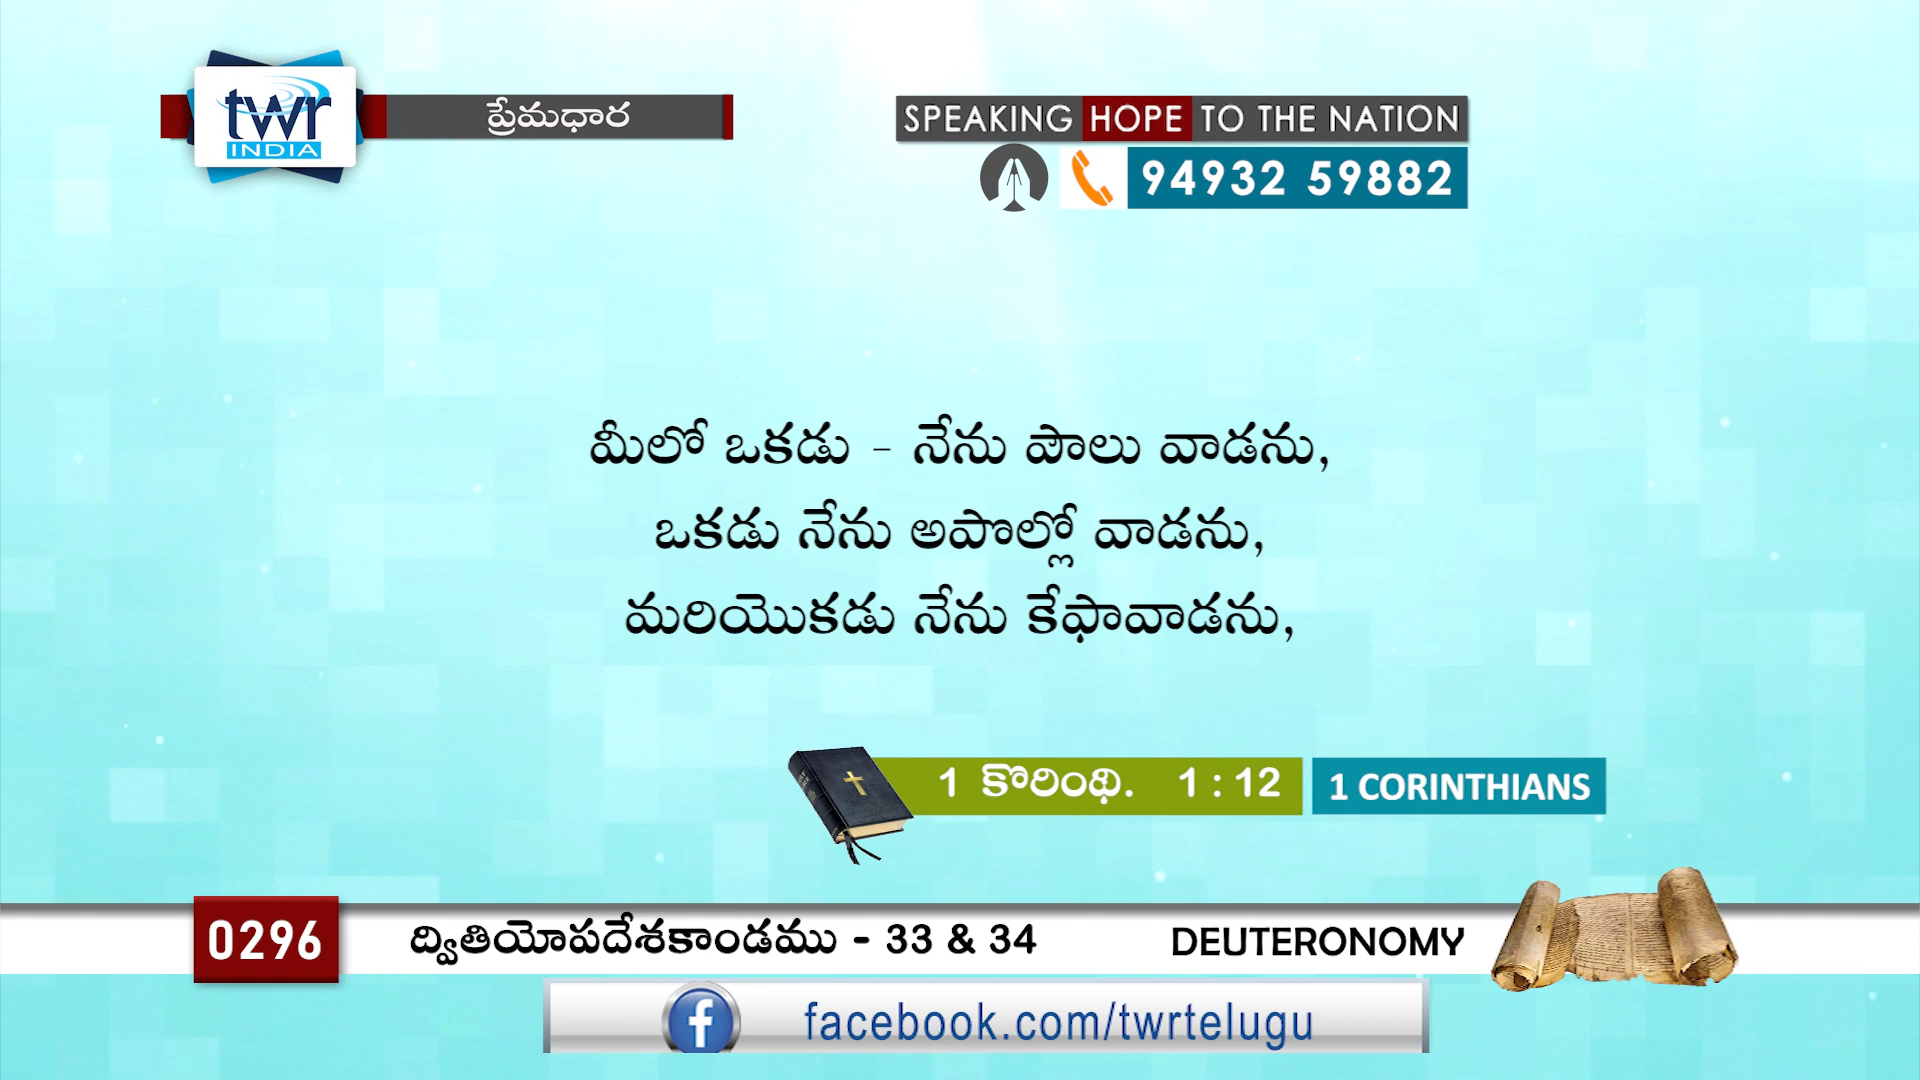 twr
INDIA
ప్రేమధార
SPEAKING HOPE TO THE NATION
94932 59882
మీలో ఒకడు - నేను పౌలు వాడను,
ఒకడు నేను అపొల్లో వాడను,
మరియొకడు నేను కేఫావాడను,
1 కొరింథి. 1 : 12
1 CORINTHIANS
0296
ద్వితియోపదేశకాండము - 33 & 34
DEUTERONOMY
facebook.com/twrtelugu